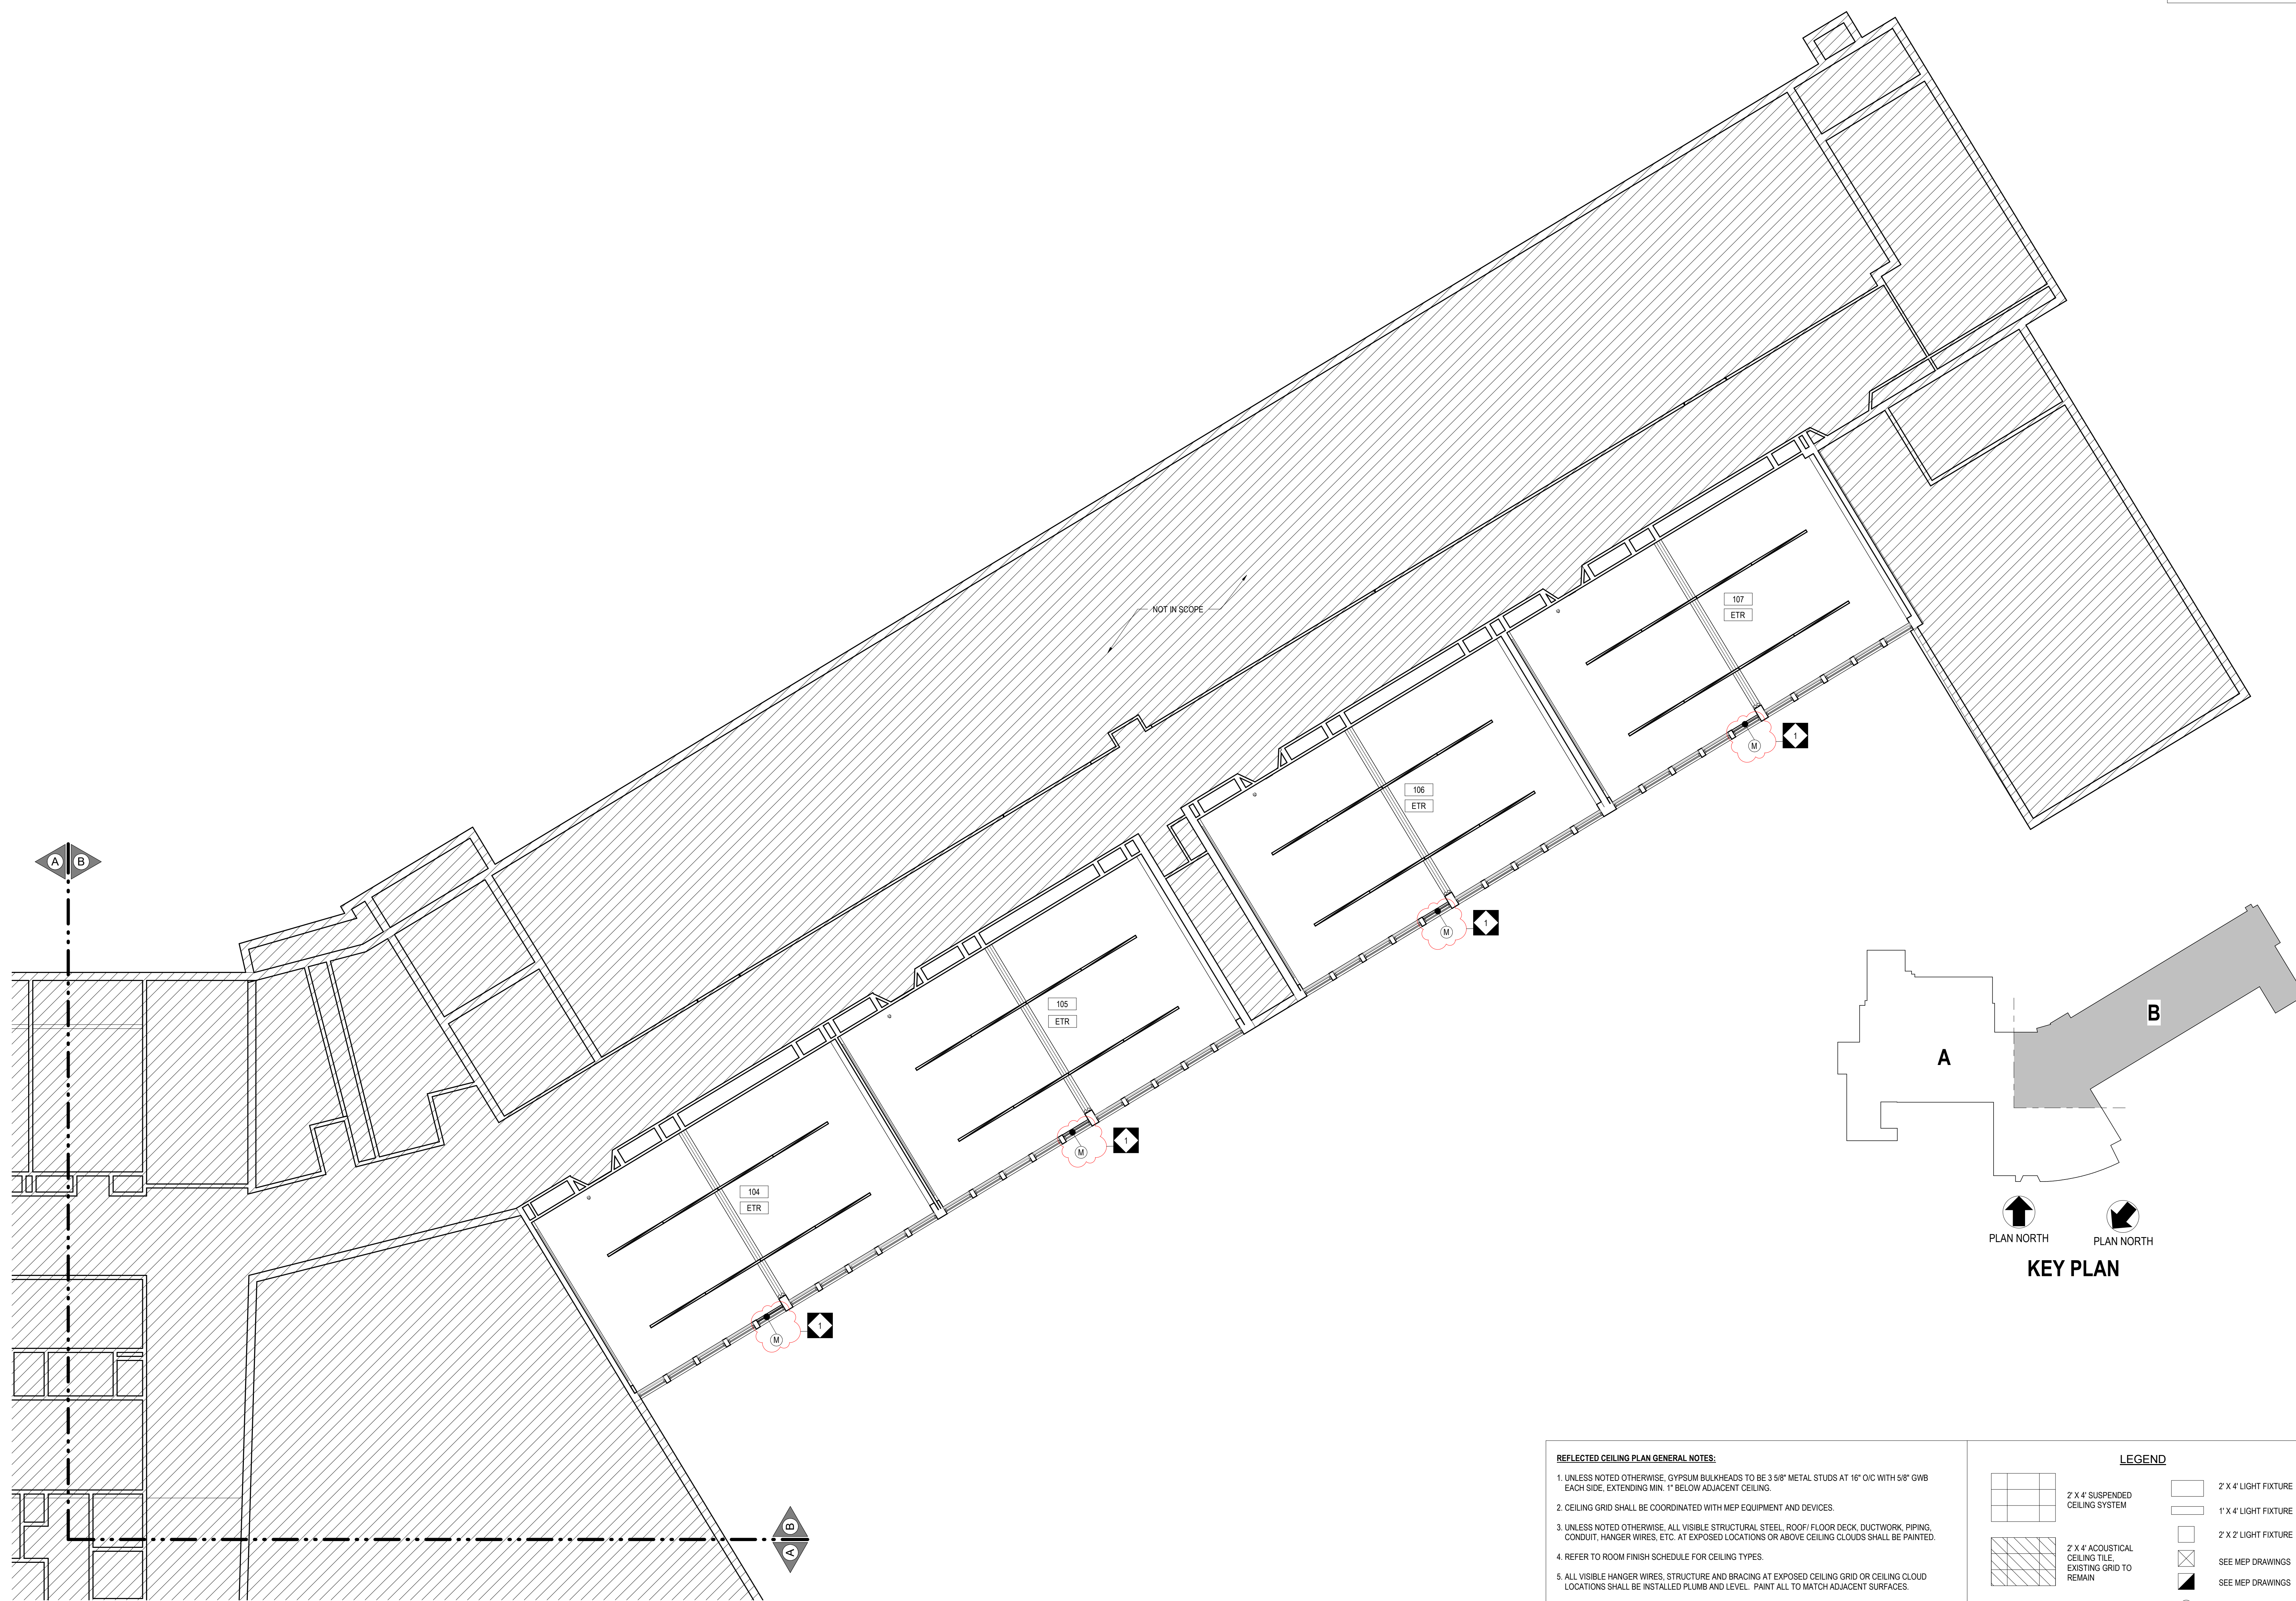 NOT IN SCOPE
107
ETR
M
1
106
ETR
M
1
A B
105
ETR
M
1
104
ETR
M
1
B
A
A
B
PLAN NORTH
PLAN NORTH
KEY PLAN
REFLECTED CEILING PLAN GENERAL NOTES:
1. UNLESS NOTED OTHERWISE, GYPSUM BULKHEADS TO BE 3 5/8" METAL STUDS AT 16" O/C WITH 5/8" GWB
EACH SIDE, EXTENDING MIN. 1" BELOW ADJACENT CEILING.
2. CEILING GRID SHALL BE COORDINATED WITH MEP EQUIPMENT AND DEVICES.
3. UNLESS NOTED OTHERWISE, ALL VISIBLE STRUCTURAL STEEL, ROOF/ FLOOR DECK, DUCTWORK, PIPING,
CONDUIT, HANGER WIRES, ETC. AT EXPOSED LOCATIONS OR ABOVE CEILING CLOUDS SHALL BE PAINTED.
4. REFER TO ROOM FINISH SCHEDULE FOR CEILING TYPES.
5. ALL VISIBLE HANGER WIRES, STRUCTURE AND BRACING AT EXPOSED CEILING GRID OR CEILING CLOUD
LOCATIONS SHALL BE INSTALLED PLUMB AND LEVEL. PAINT ALL TO MATCH ADJACENT SURFACES.
LEGEND
2' X 4' SUSPENDED
CEILING SYSTEM
2' X 4' ACOUSTICAL
CEILING TILE,
EXISTING GRID TO
REMAIN
2' X 4' LIGHT FIXTURE
1' X 4' LIGHT FIXTURE
2' X 2' LIGHT FIXTURE
SEE MEP DRAWINGS
SEE MEP DRAWINGS